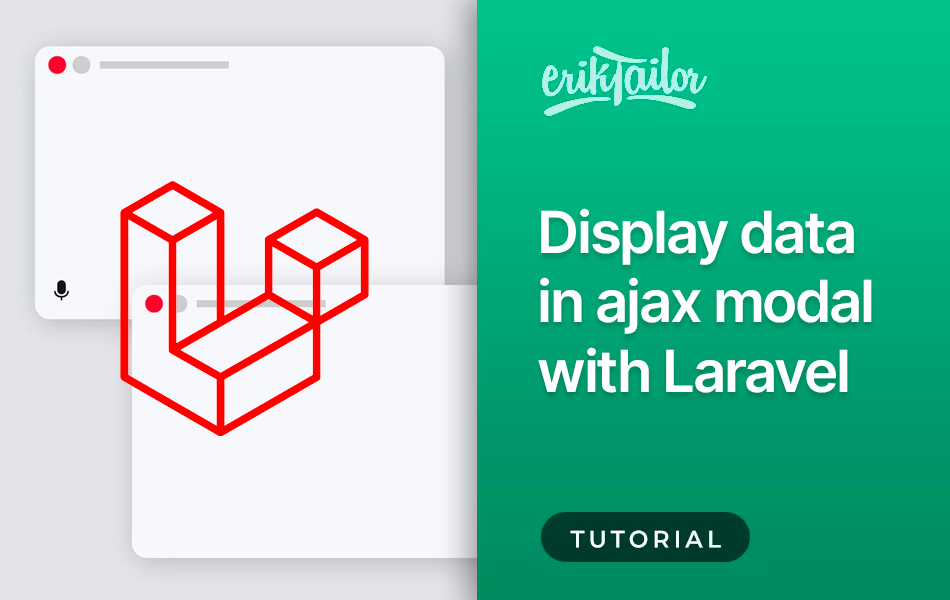 erikTailor
Display data
in ajax modal
with Laravel
TUTORIAL